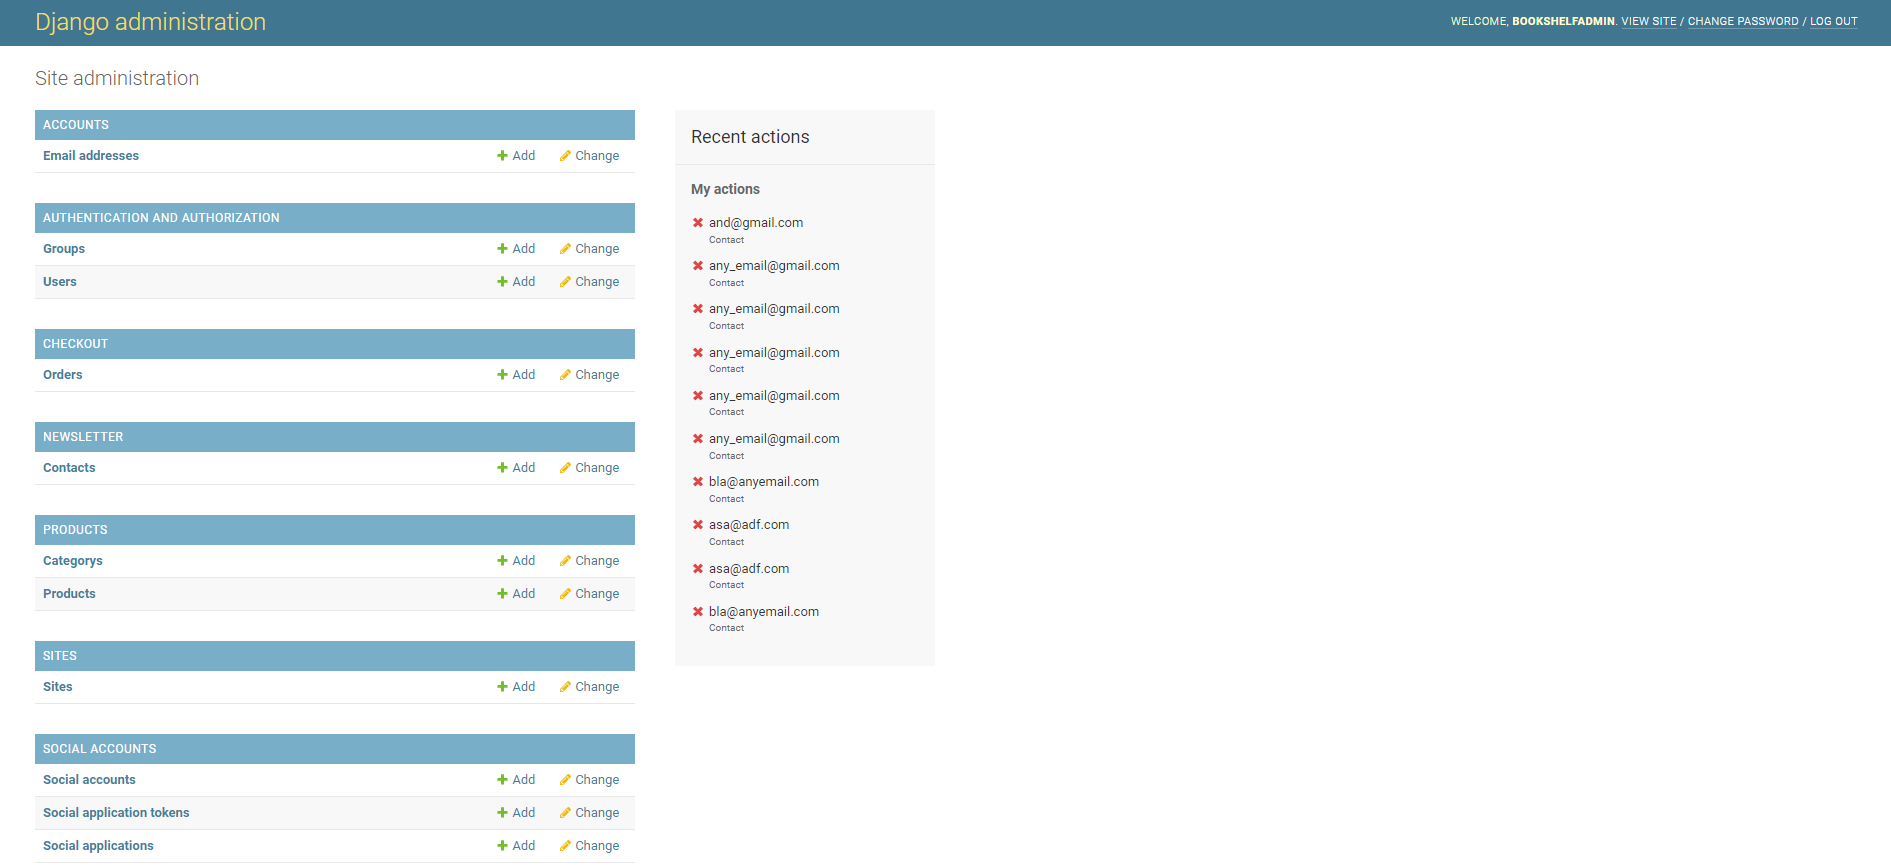 Django administration
WELCOME, BOOKSHELFADMIN. VIEW SITE / CHANGE PASSWORD / LOG OUT
Site administration
ACCOUNTS
Email addresses Add Change
AUTHENTICATION AND AUTHORIZATION
Groups Add Change
Users Add Change
CHECKOUT
Orders Add Change
NEWSLETTER
Contacts Add Change
PRODUCTS
Categorys Add Change
Products Add Change
SITES
Sites Add Change
SOCIAL ACCOUNTS
Social accounts Add Change
Social application tokens Add Change
Social applications Add Change
Recent actions
My actions
and@gmail.com
Contact
any_email@gmail.com
Contact
any_email@gmail.com
Contact
any_email@gmail.com
Contact
any_email@gmail.com
Contact
any_email@gmail.com
Contact
bla@anyemail.com
Contact
asa@adf.com
Contact
asa@adf.com
Contact
bla@anyemail.com
Contact